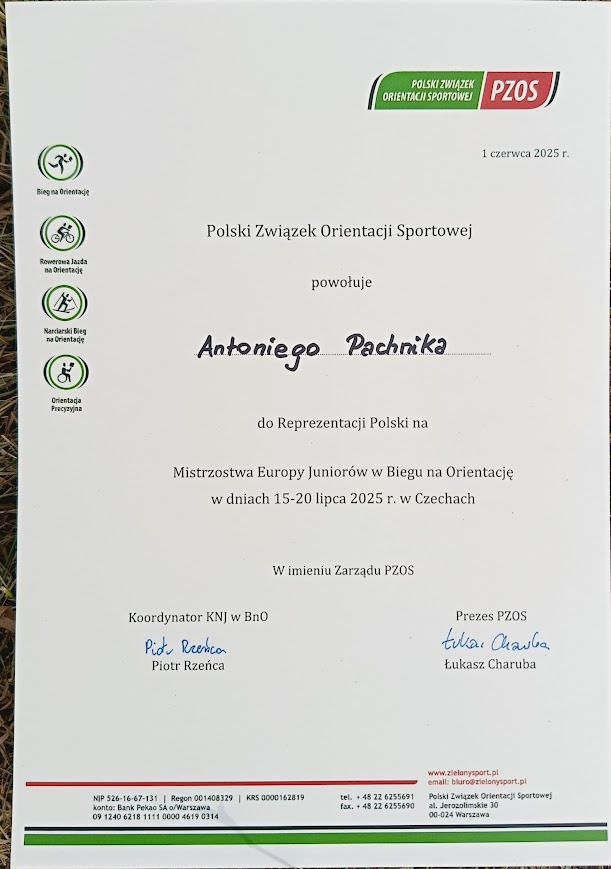 POLSKI ZWIĄZEK
ORIENTACJI SPORTOWEJ
PZOS
1 czerwca 2025 r.
Bieg na Orientację
Rowerowa Jazda
na Orientację
Narciarski Bieg
na Orientację
Orientacja
Precyzyjna
Polski Związek Orientacji Sportowej
powołuje
Antoniego Pachnika
do Reprezentacji Polski na
Mistrzostwa Europy Juniorów w Biegu na Orientację
w dniach 15-20 lipca 2025 r. w Czechach
W imieniu Zarządu PZOS
Koordynator KNJ w BnO
Piotr Rzeńca
Piotr Rzeńca
Prezes PZOS
Łukasz Charuba
Łukasz Charuba
www.zielonysport.pl
email: biuro@zielonysport.pl
NIP 526-16-67-131 | Regon 001408329 | KRS 0000162819
konto: Bank Pekao SA o/Warszawa
09 1240 6218 1111 0000 4619 0314
tel. + 48 22 6255691
fax. + 48 22 6255690
Polski Związek Orientacji Sportowej
al. Jerozolimskie 30
00-024 Warszawa